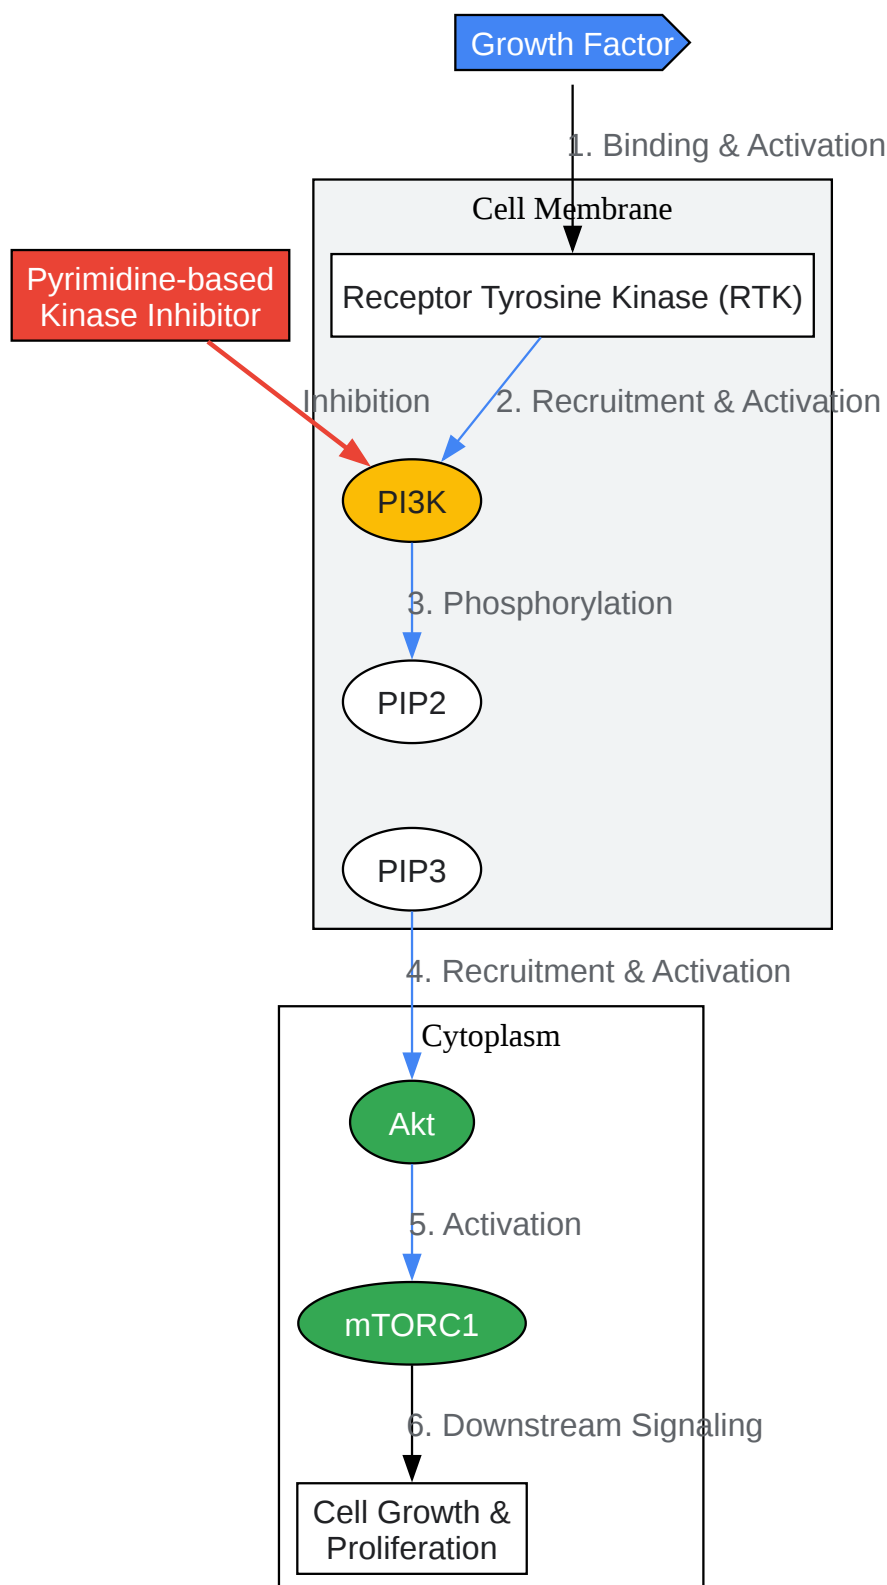 Growth Factor
1. Binding & Activation
Cell Membrane
Pyrimidine-based
Kinase Inhibitor
Receptor Tyrosine Kinase (RTK)
Inhibition
2. Recruitment & Activation
PI3K
3. Phosphorylation
PIP2
PIP3
4. Recruitment & Activation
Cytoplasm
Akt
5. Activation
mTORC1
6. Downstream Signaling
Cell Growth &
Proliferation